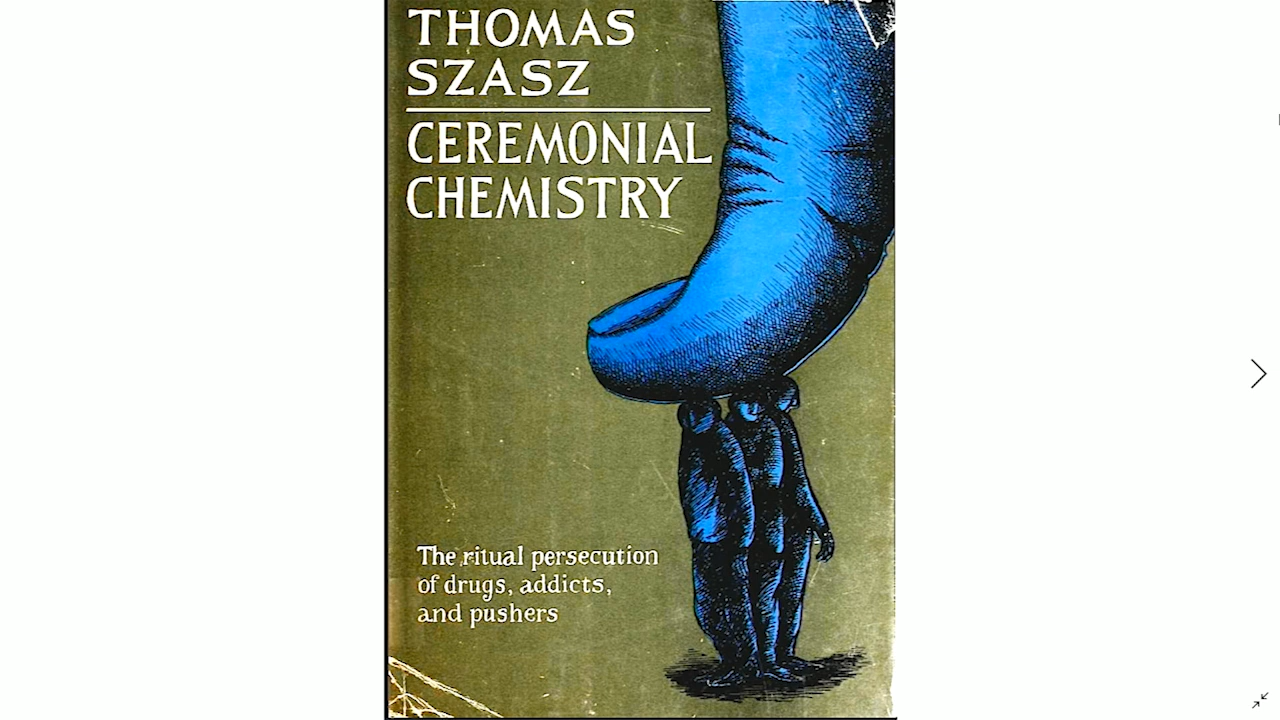 THOMAS
SZASZ
CEREMONIAL
CHEMISTRY
The ritual persecution
of drugs, addicts,
and pushers